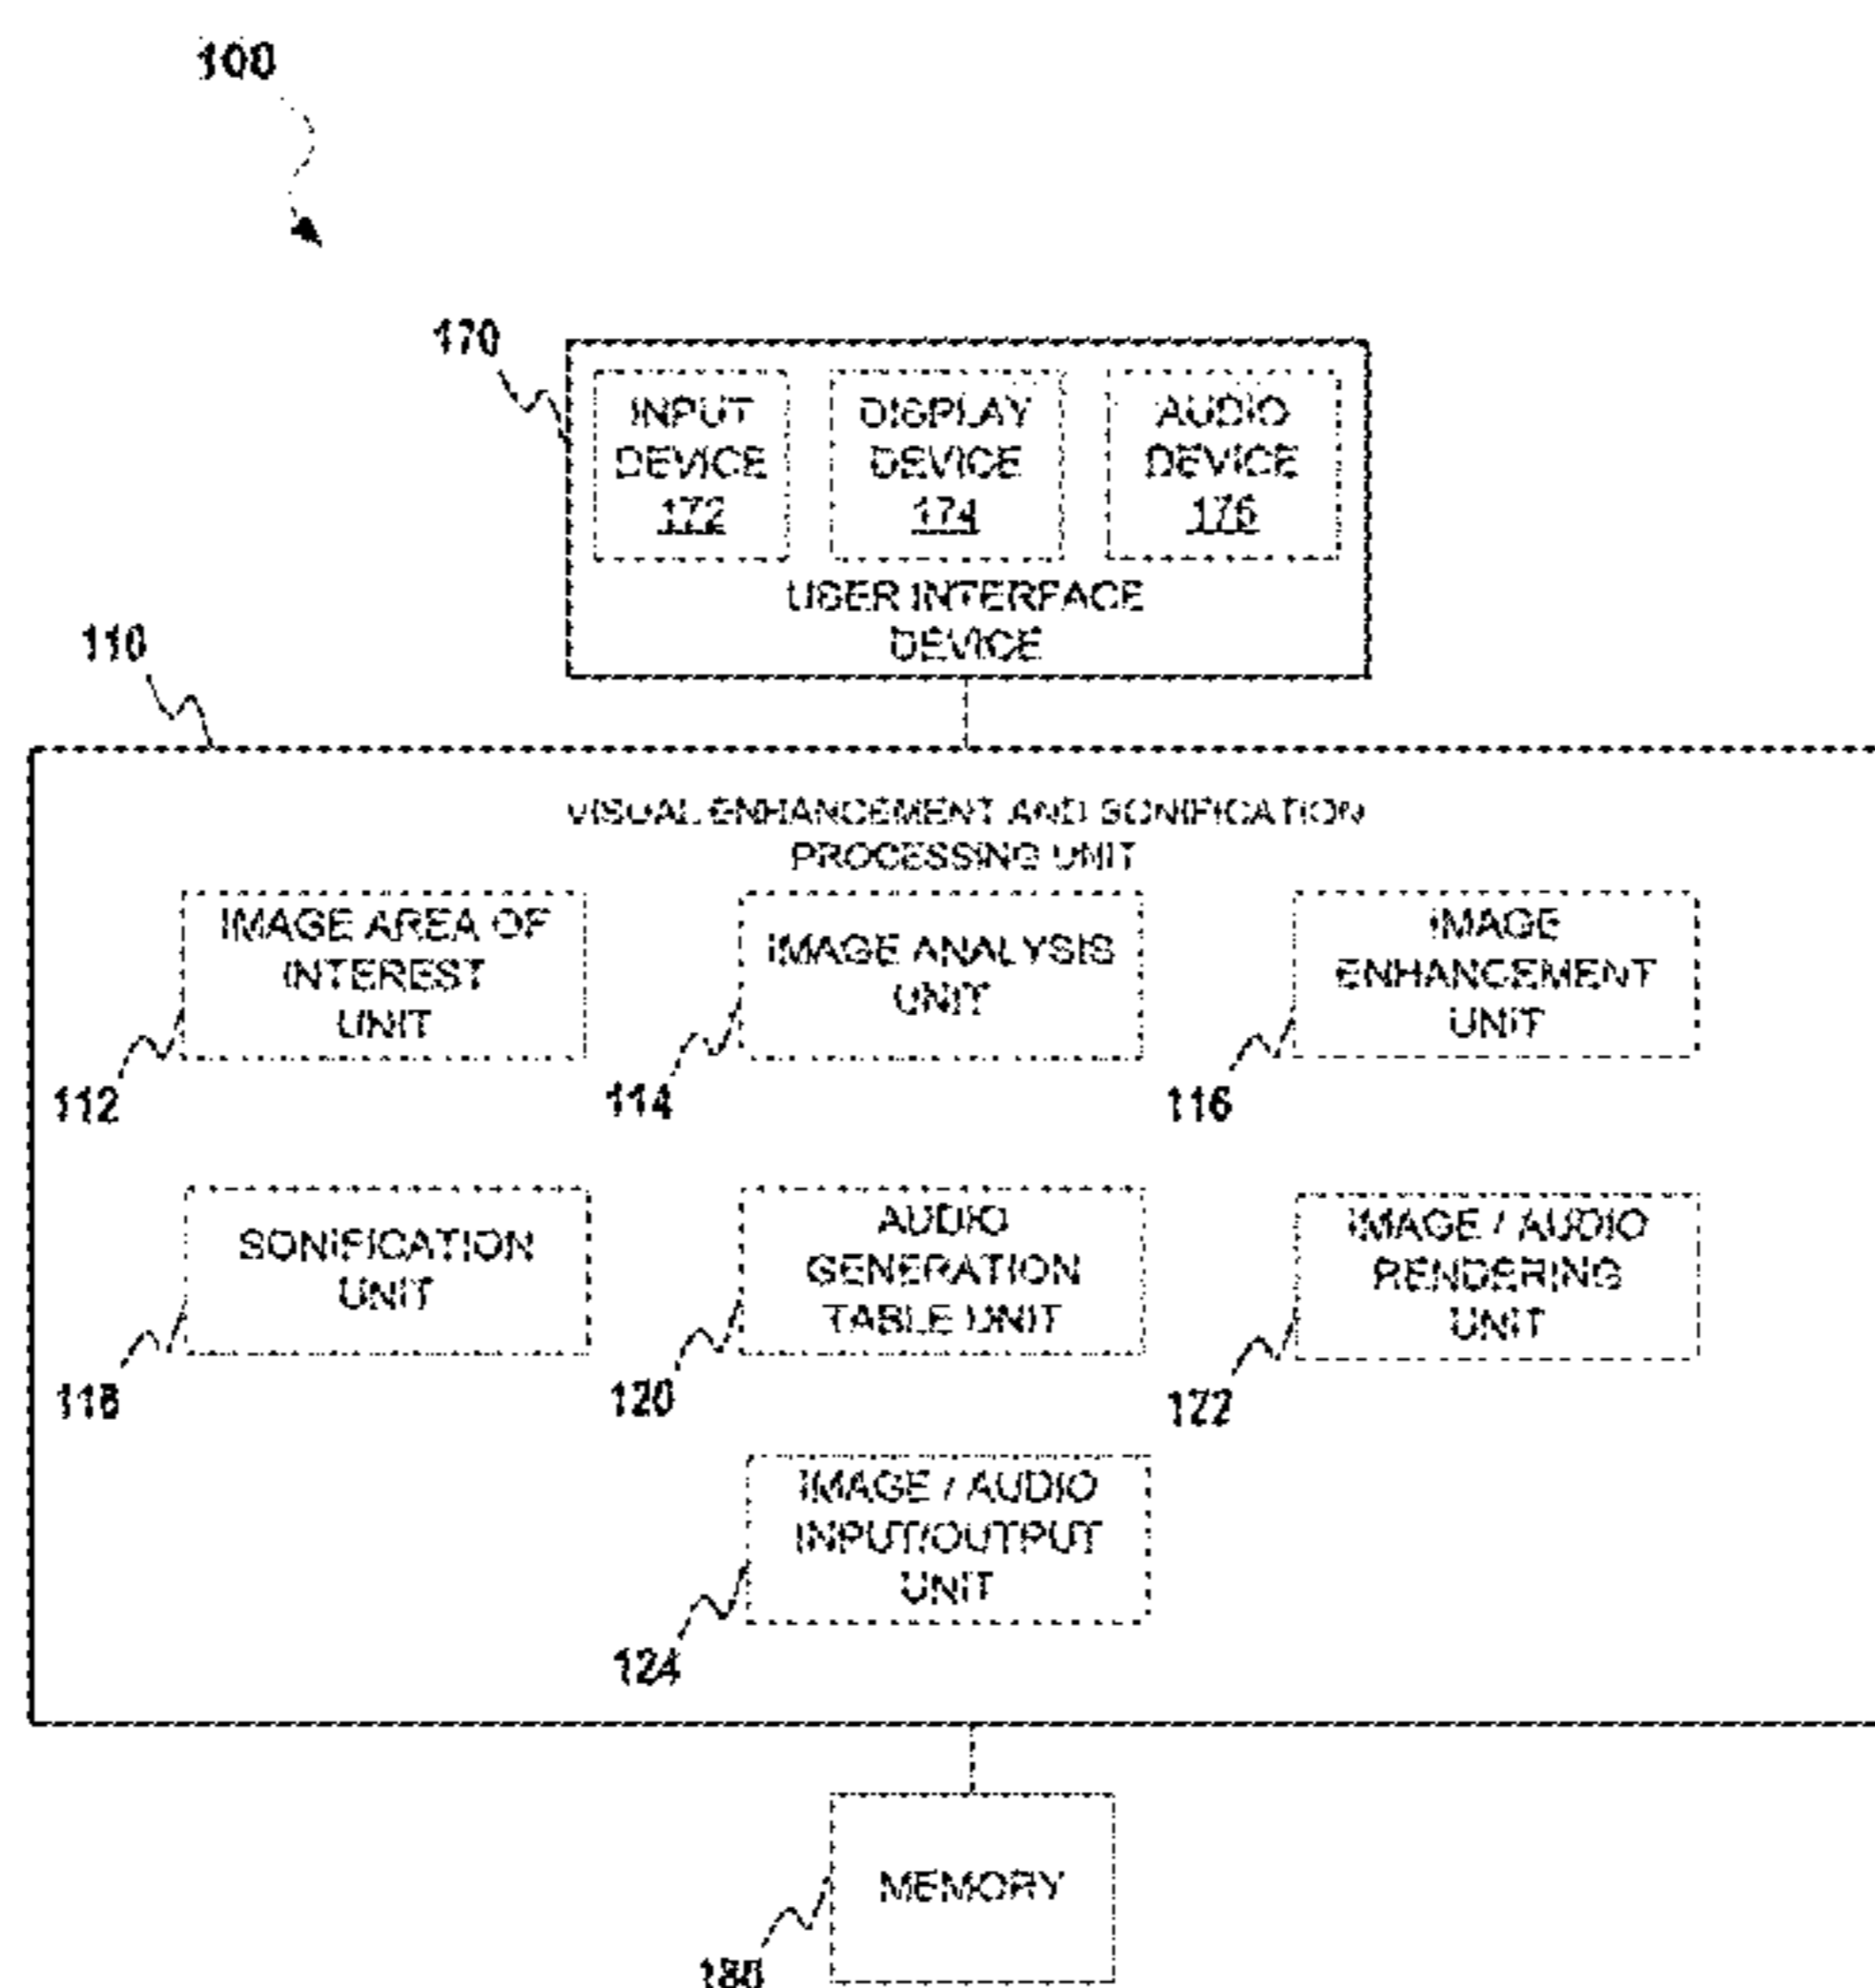 100
170
INPUT
DEVICE
172
DISPLAY
DEVICE
174
AUDIO
DEVICE
176
USER INTERFACE
DEVICE
110
VISUAL ENHANCEMENT AND SONIFICATION
PROCESSING UNIT
IMAGE AREA OF
INTEREST
UNIT
112
IMAGE ANALYSIS
UNIT
114
IMAGE
ENHANCEMENT
UNIT
116
SONIFICATION
UNIT
118
AUDIO
GENERATION
TABLE UNIT
120
IMAGE / AUDIO
RENDERING
UNIT
122
IMAGE / AUDIO
INPUT/OUTPUT
UNIT
124
MEMORY
180